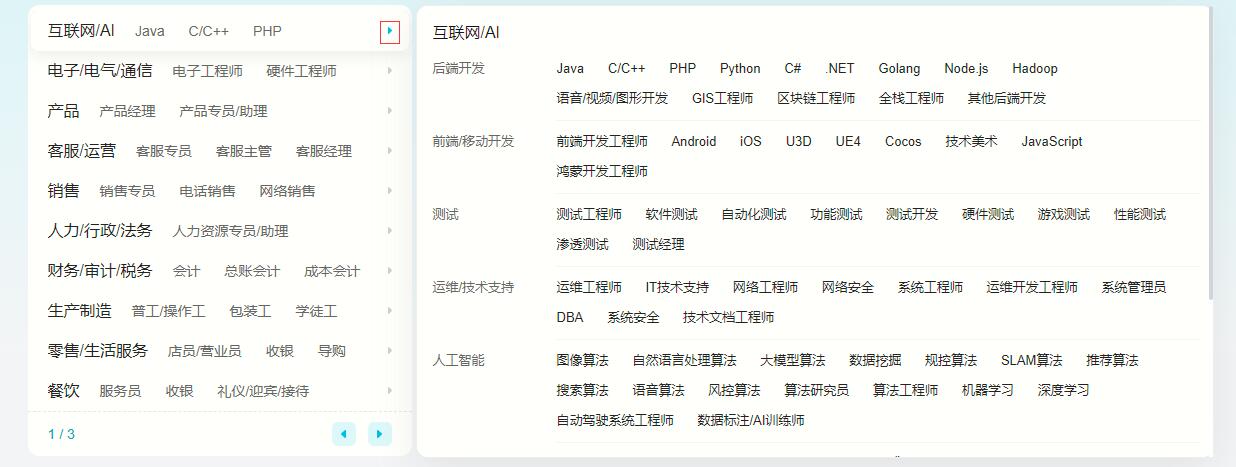 互联网/AI Java C/C++ PHP
电子/电气/通信 电子工程师 硬件工程师
产品 产品经理 产品专员/助理
客服/运营 客服专员 客服主管 客服经理
销售 销售专员 电话销售 网络销售
人力/行政/法务 人力资源专员/助理
财务/审计/税务 会计 总账会计 成本会计
生产制造 普工/操作工 包装工 学徒工
零售/生活服务 店员/营业员 收银 导购
餐饮 服务员 收银 礼仪/迎宾/接待
1 / 3
互联网/AI
后端开发 Java C/C++ PHP Python C# .NET Golang Node.js Hadoop
语音/视频/图形开发 GIS工程师 区块链工程师 全栈工程师 其他后端开发
前端/移动开发 前端开发工程师 Android iOS U3D UE4 Cocos 技术美术 JavaScript
鸿蒙开发工程师
测试 测试工程师 软件测试 自动化测试 功能测试 测试开发 硬件测试 游戏测试 性能测试
渗透测试 测试经理
运维/技术支持 运维工程师 IT技术支持 网络工程师 网络安全 系统工程师 运维开发工程师 系统管理员
DBA 系统安全 技术文档工程师
人工智能 图像算法 自然语言处理算法 大模型算法 数据挖掘 规控算法 SLAM算法 推荐算法
搜索算法 语音算法 风控算法 算法研究员 算法工程师 机器学习 深度学习
自动驾驶系统工程师 数据标注/AI训练师